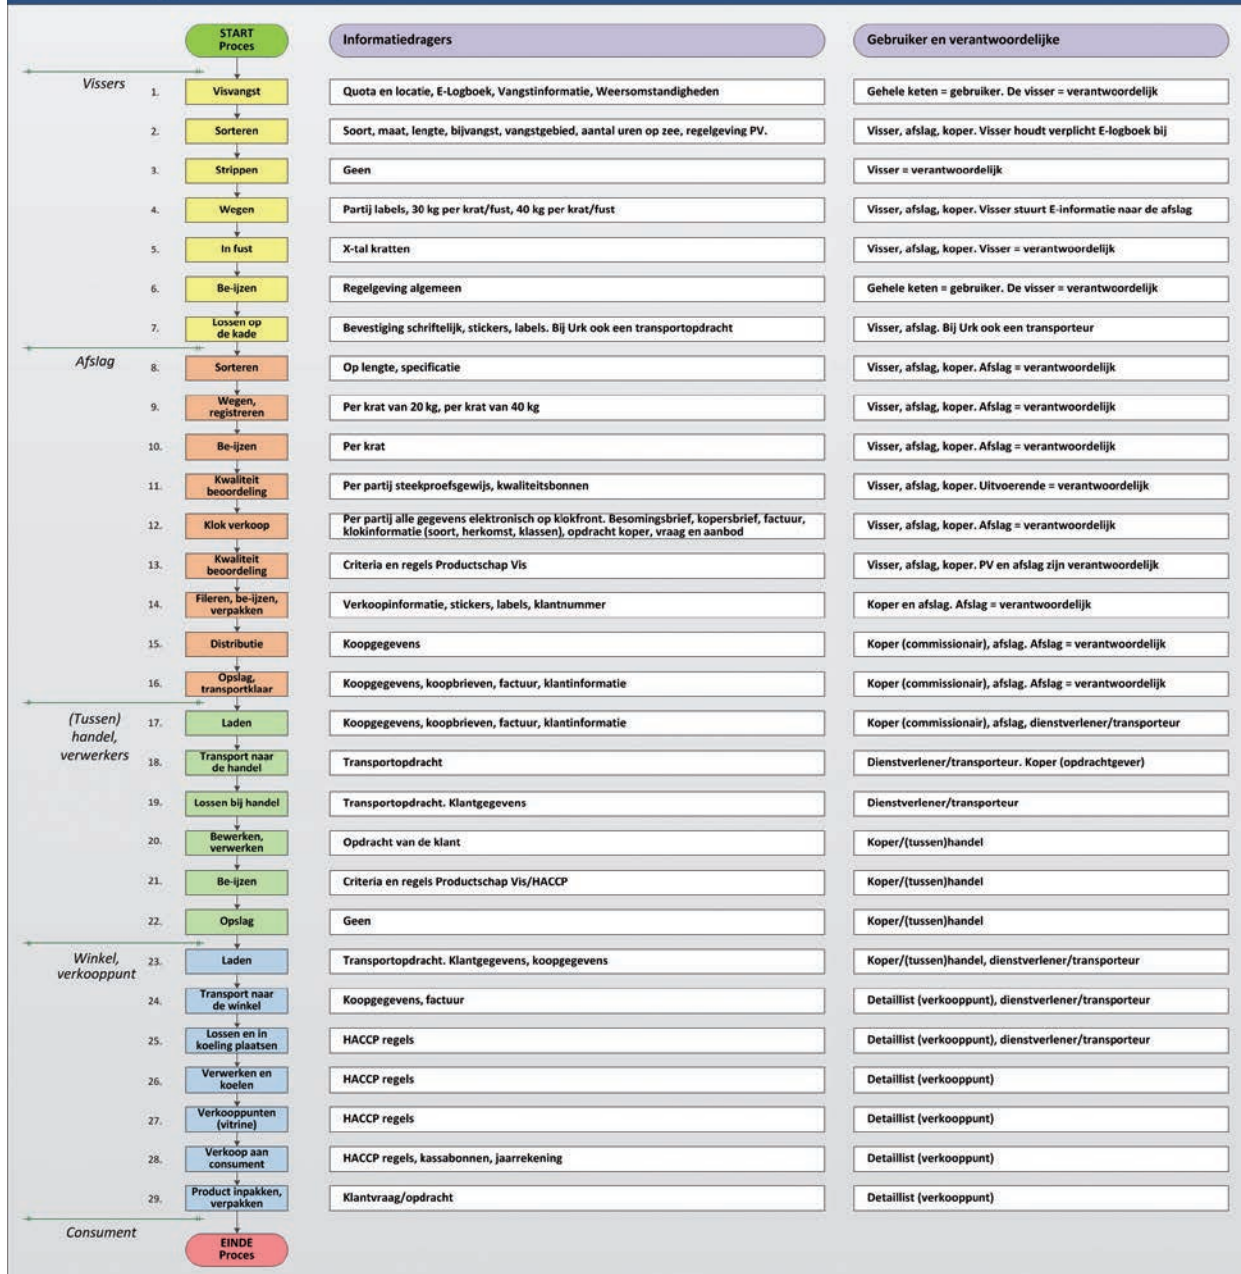 START
Proces
Informatiedragers
Gebruiker en verantwoordelijke
Vissers
1.
Visvangst
Quota en locatie, E-Logboek, Vangstinformatie, Weersomstandigheden
Gehele keten = gebruiker. De visser = verantwoordelijk
2.
Sorteren
Soort, maat, lengte, bijvangst, vangstgebied, aantal uren op zee, regelgeving PV.
Visser, afslag, koper. Visser houdt verplicht E-logboek bij
3.
Strippen
Geen
Visser = verantwoordelijk
4.
Wegen
Partij labels, 30 kg per krat/fust, 40 kg per krat/fust
Visser, afslag, koper. Visser stuurt E-informatie naar de afslag
5.
In fust
X-tal kratten
Visser, afslag, koper. Visser = verantwoordelijk
6.
Be-ijzen
Regelgeving algemeen
Gehele keten = gebruiker. De visser = verantwoordelijk
7.
Lossen op
de kade
Bevestiging schriftelijk, stickers, labels. Bij Urk ook een transportopdracht
Visser, afslag. Bij Urk ook een transporteur
Afslag
8.
Sorteren
Op lengte, specificatie
Visser, afslag, koper. Afslag = verantwoordelijk
9.
Wegen,
registreren
Per krat van 20 kg, per krat van 40 kg
Visser, afslag, koper. Afslag = verantwoordelijk
10.
Be-ijzen
Per krat
Visser, afslag, koper. Afslag = verantwoordelijk
11.
Kwaliteit
beoordeling
Per partij steekproefsgewijs, kwaliteitsbonnen
Visser, afslag, koper. Uitvoerende = verantwoordelijk
12.
Klok verkoop
Per partij alle gegevens elektronisch op klokfront. Besomingsbrief, kopersbrief, factuur,
klokinformatie (soort, herkomst, klassen), opdracht koper, vraag en aanbod
Visser, afslag, koper. Afslag = verantwoordelijk
13.
Kwaliteit
beoordeling
Criteria en regels Productschap Vis
Visser, afslag, koper. PV en afslag zijn verantwoordelijk
14.
Fileren, be-ijzen,
verpakken
Verkoopinformatie, stickers, labels, klantnummer
Koper en afslag. Afslag = verantwoordelijk
15.
Distributie
Koopgegevens
Koper (commissionair), afslag. Afslag = verantwoordelijk
16.
Opslag,
transportklaar
Koopgegevens, koopbrieven, factuur, klantinformatie
Koper (commissionair), afslag. Afslag = verantwoordelijk
(Tussen)
handel,
verwerkers
17.
Laden
Koopgegevens, koopbrieven, factuur, klantinformatie
Koper (commissionair), afslag, dienstverlener/transporteur
18.
Transport naar
de handel
Transportopdracht
Dienstverlener/transporteur. Koper (opdrachtgever)
19.
Lossen bij handel
Transportopdracht. Klantgegevens
Dienstverlener/transporteur
20.
Bewerken,
verwerken
Opdracht van de klant
Koper/(tussen)handel
21.
Be-ijzen
Criteria en regels Productschap Vis/HACCP
Koper/(tussen)handel
22.
Opslag
Geen
Koper/(tussen)handel
Winkel,
verkooppunt
23.
Laden
Transportopdracht. Klantgegevens, koopgegevens
Koper/(tussen)handel, dienstverlener/transporteur
24.
Transport naar
de winkel
Koopgegevens, factuur
Detaillist (verkooppunt), dienstverlener/transporteur
25.
Lossen en in
koeling plaatsen
HACCP regels
Detaillist (verkooppunt), dienstverlener/transporteur
26.
Verwerken en
koelen
HACCP regels
Detaillist (verkooppunt)
27.
Verkooppunten
(vitrine)
HACCP regels
Detaillist (verkooppunt)
28.
Verkoop aan
consument
HACCP regels, kassabonnen, jaarrekening
Detaillist (verkooppunt)
29.
Product inpakken,
verpakken
Klantvraag/opdracht
Detaillist (verkooppunt)
Consument
EINDE
Proces